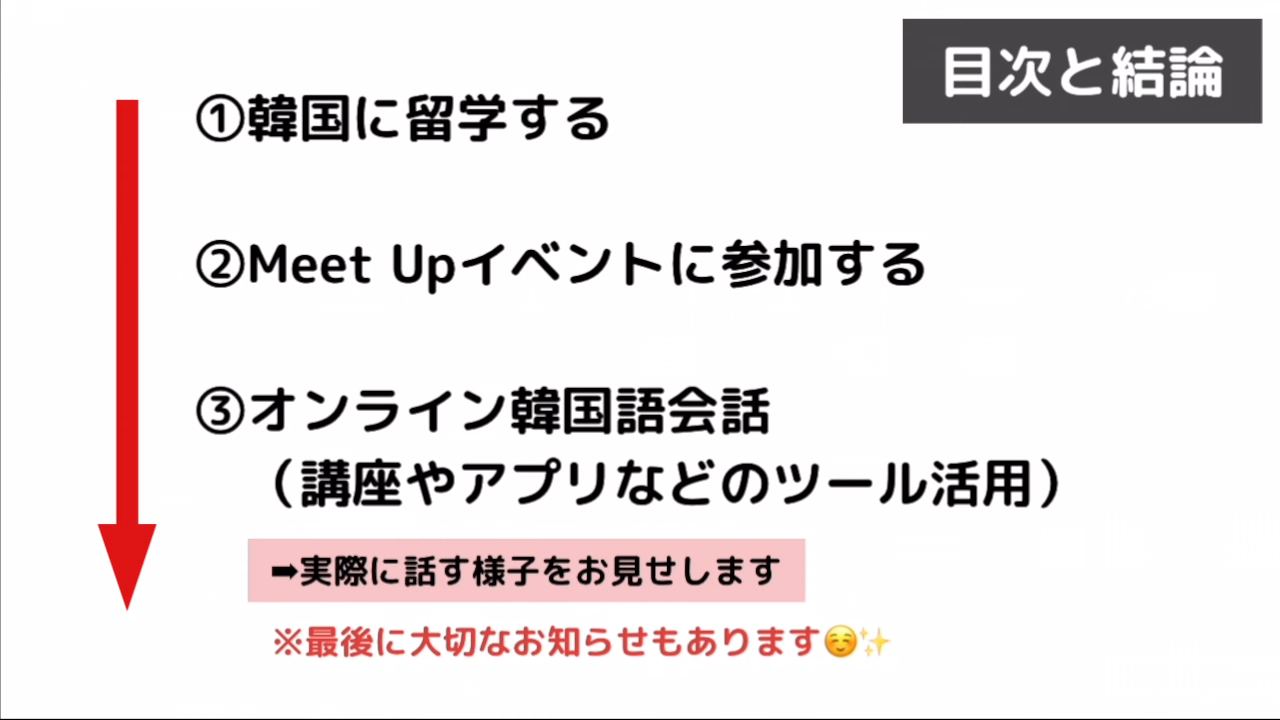 目次と結論
①韓国に留学する
②Meet Upイベントに参加する
③オンライン韓国語会話
（講座やアプリなどのツール活用）
➡実際に話す様子をお見せします
※最後に大切なお知らせもあります☺️✨